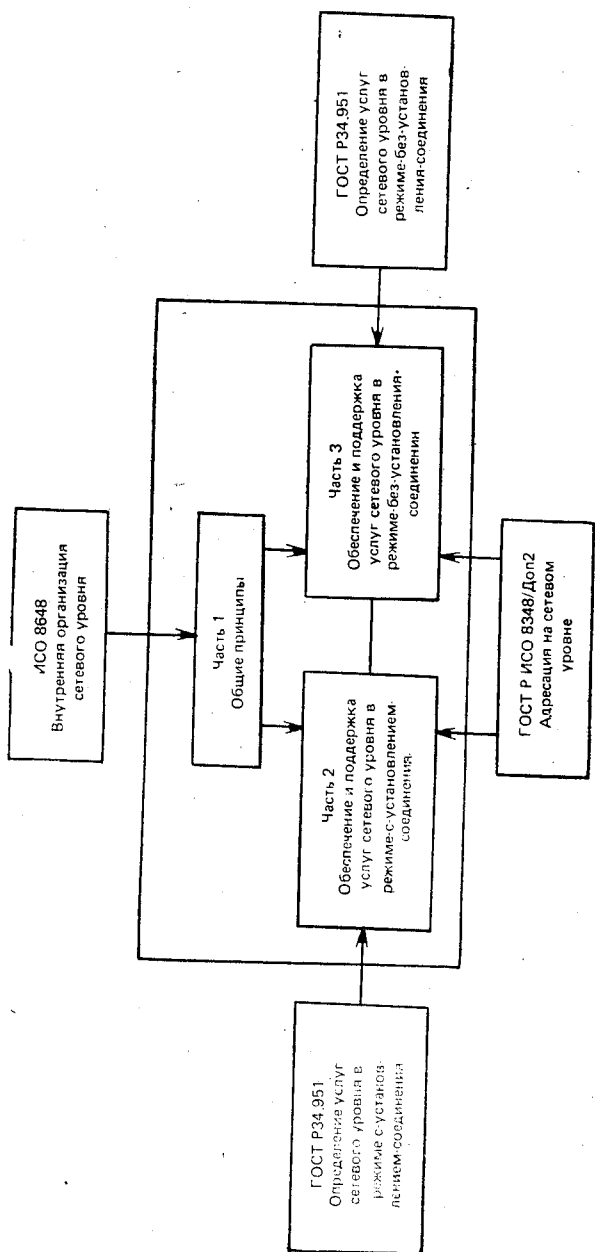 ИСО 8648
Внутренняя организация
сетевого уровня
Часть 1
Общие принципы
ГОСТ Р34.951
Определение услуг
сетевого уровня в
режиме с-установ-
лением-соединения
Часть 2
Обеспечение и поддержка
услуг сетевого уровня в
режиме-с-установлением-
соединения
Часть 3
Обеспечение и поддержка
услуг сетевого уровня в
режиме-без-установления-
соединении
ГОСТ Р34.951
Определение услуг
сетевого уровня в
режиме-без-установ-
ления-соединения
ГОСТ Р ИСО 8348/Доп2
Адресация на сетевом
уровне